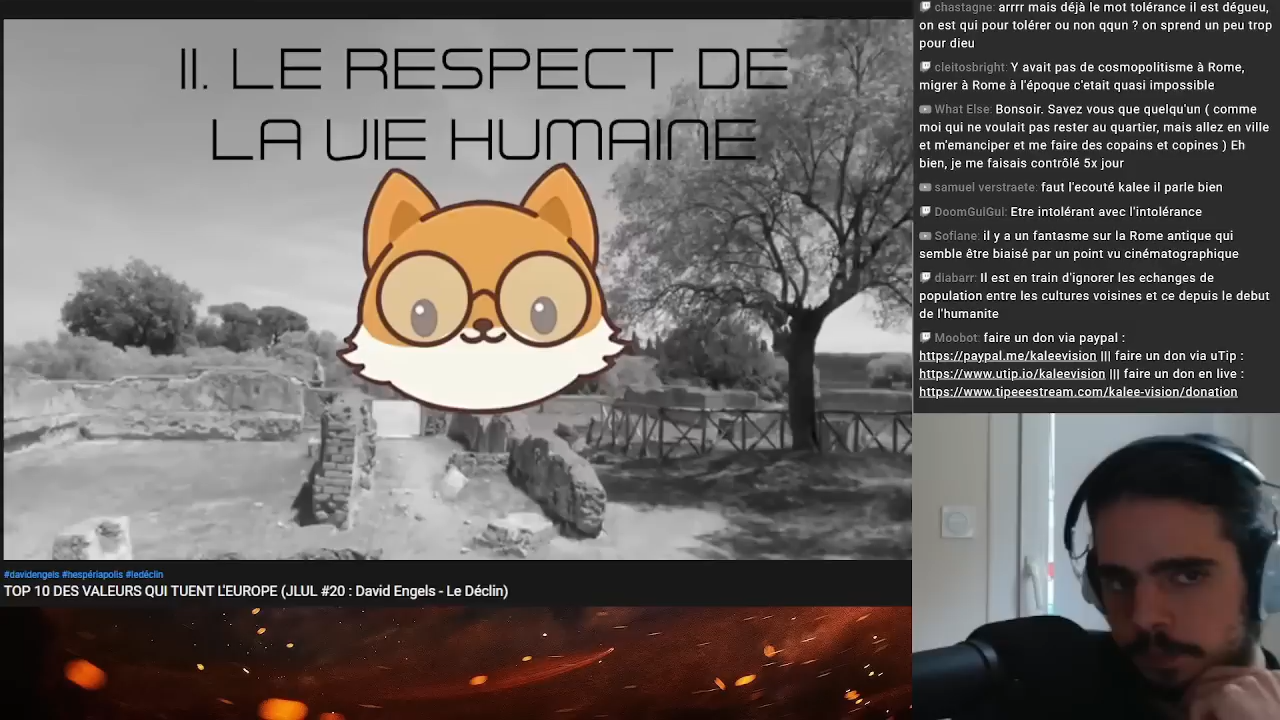 II. LE RESPECT DE
LA VIE HUMAINE
#davidengels #hespériapolis #ledéclin
TOP 10 DES VALEURS QUI TUENT L'EUROPE (JLUL #20 : David Engels - Le Déclin)
chastagne: arrrr mais déjà le mot tolérance il est dégueu,
on est qui pour tolérer ou non qqun ? on sprend un peu trop
pour dieu
cleitosbright: Y avait pas de cosmopolitisme à Rome,
migrer à Rome à l'époque c'etait quasi impossible
What Else: Bonsoir. Savez vous que quelqu'un ( comme
moi qui ne voulait pas rester au quartier, mais allez en ville
et m'emanciper et me faire des copains et copines ) Eh
bien, je me faisais contrôlé 5x jour
samuel verstraete: faut l'ecouté kalee il parle bien
DoomGuiGui: Etre intolérant avec l'intolérance
Sofiane: il y a un fantasme sur la Rome antique qui
semble être biaisé par un point vu cinématographique
diabarr: Il est en train d'ignorer les echanges de
population entre les cultures voisines et ce depuis le debut
de l'humanite
Moobot: faire un don via paypal :
https://paypal.me/kaleevision ||| faire un don via uTip :
https://www.utip.io/kaleevision ||| faire un don en live :
https://www.tipeeestream.com/kalee-vision/donation